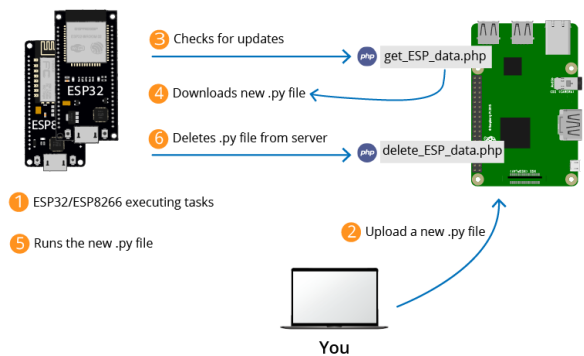 3 Checks for updates
php get_ESP_data.php
ESP32
4 Downloads new .py file
ESP8
6 Deletes .py file from server
php delete_ESP_data.php
1 ESP32/ESP8266 executing tasks
2 Upload a new .py file
5 Runs the new .py file
You